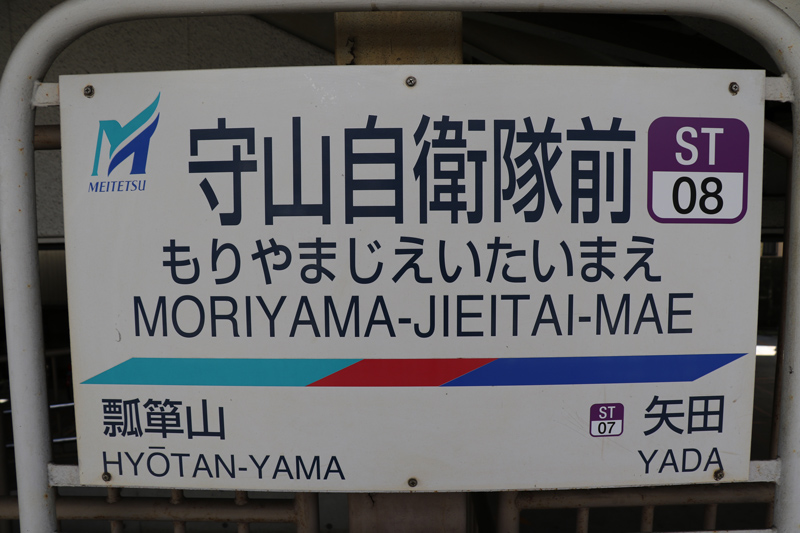 MEITETSU
守山自衛隊前
ST
08
もりやまじえいたいまえ
MORIYAMA-JIEITAI-MAE
瓢箪山
HYŌTAN-YAMA
ST
07
矢田
YADA